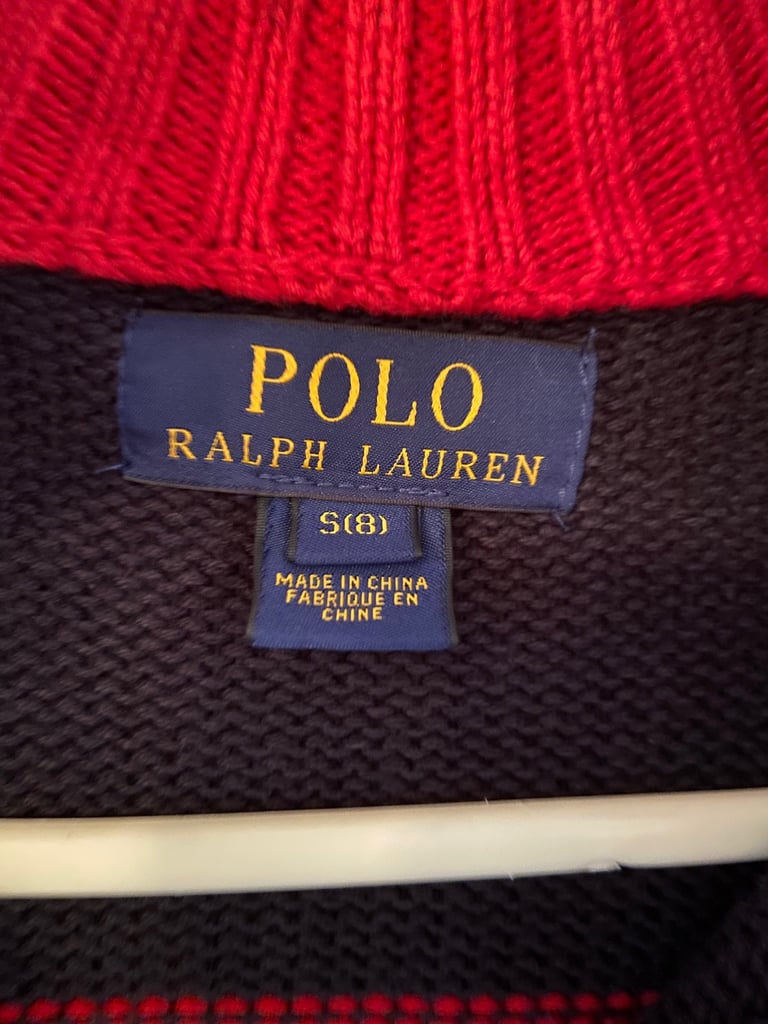 POLO
RALPH LAUREN
S(8)
MADE IN CHINA
FABRIQUE EN
CHINE